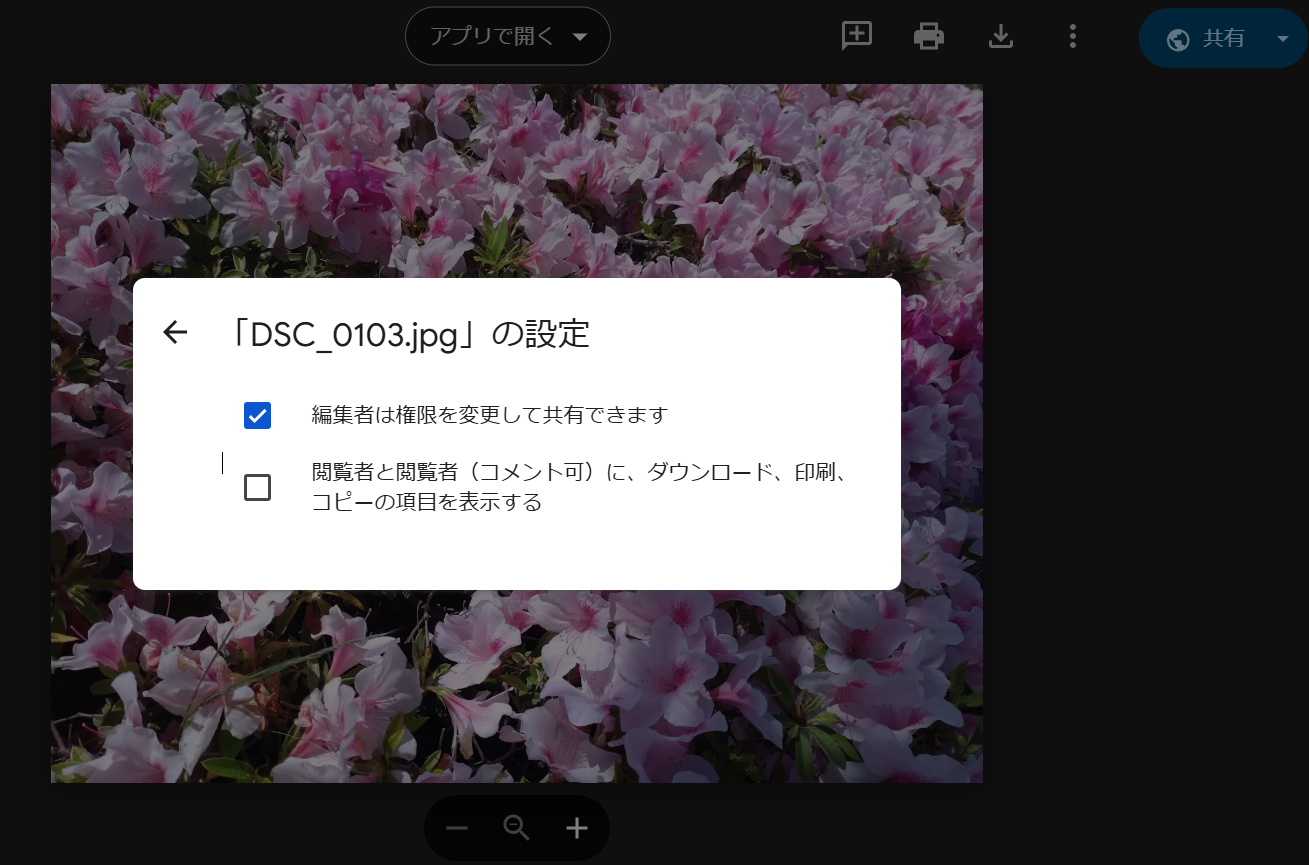 アプリで開く
共有
「DSC_0103.jpg」の設定
編集者は権限を変更して共有できます
閲覧者と閲覧者（コメント可）に、ダウンロード、印刷、
コピーの項目を表示する